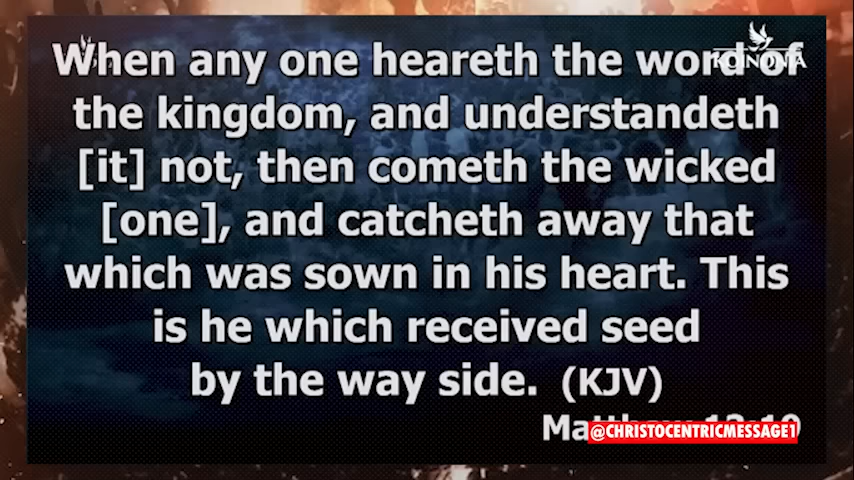 When any one heareth the word of
the kingdom, and understandeth
[it] not, then cometh the wicked
[one], and catcheth away that
which was sown in his heart. This
is he which received seed
by the way side. (KJV)
@CHRISTOCENTRICMESSAGE1
KOINONIA